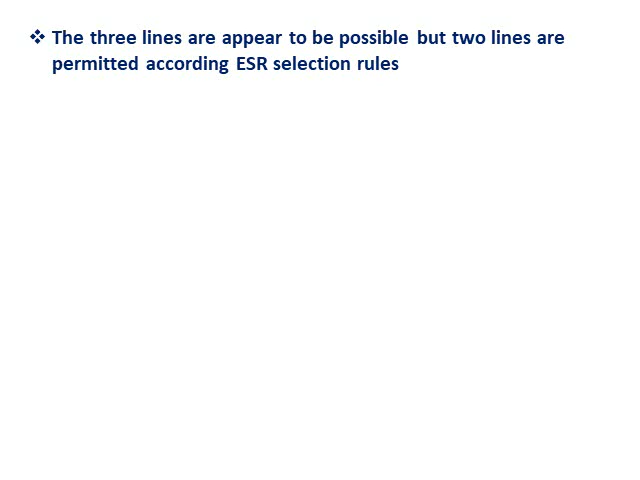 ❖ The three lines are appear to be possible but two lines are
permitted according ESR selection rules